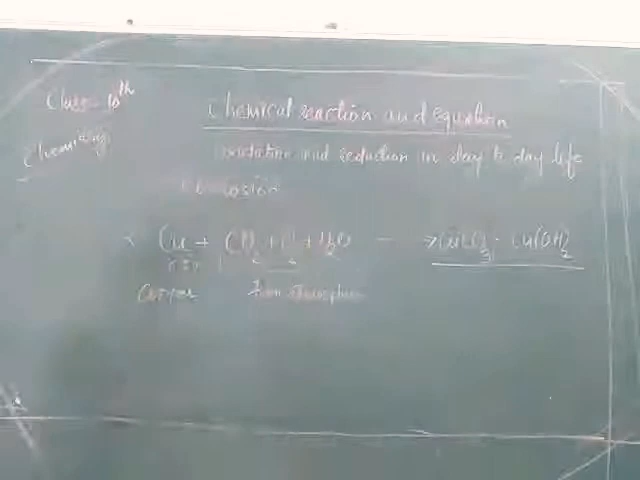 Class - 10th
Chemistry
Chemical reaction and equation
oxidation and reduction in day to day life
Corrosion
Cu + CO2 + O2 + H2O → CuCO3 · Cu(OH)2
Copper From atmosphere